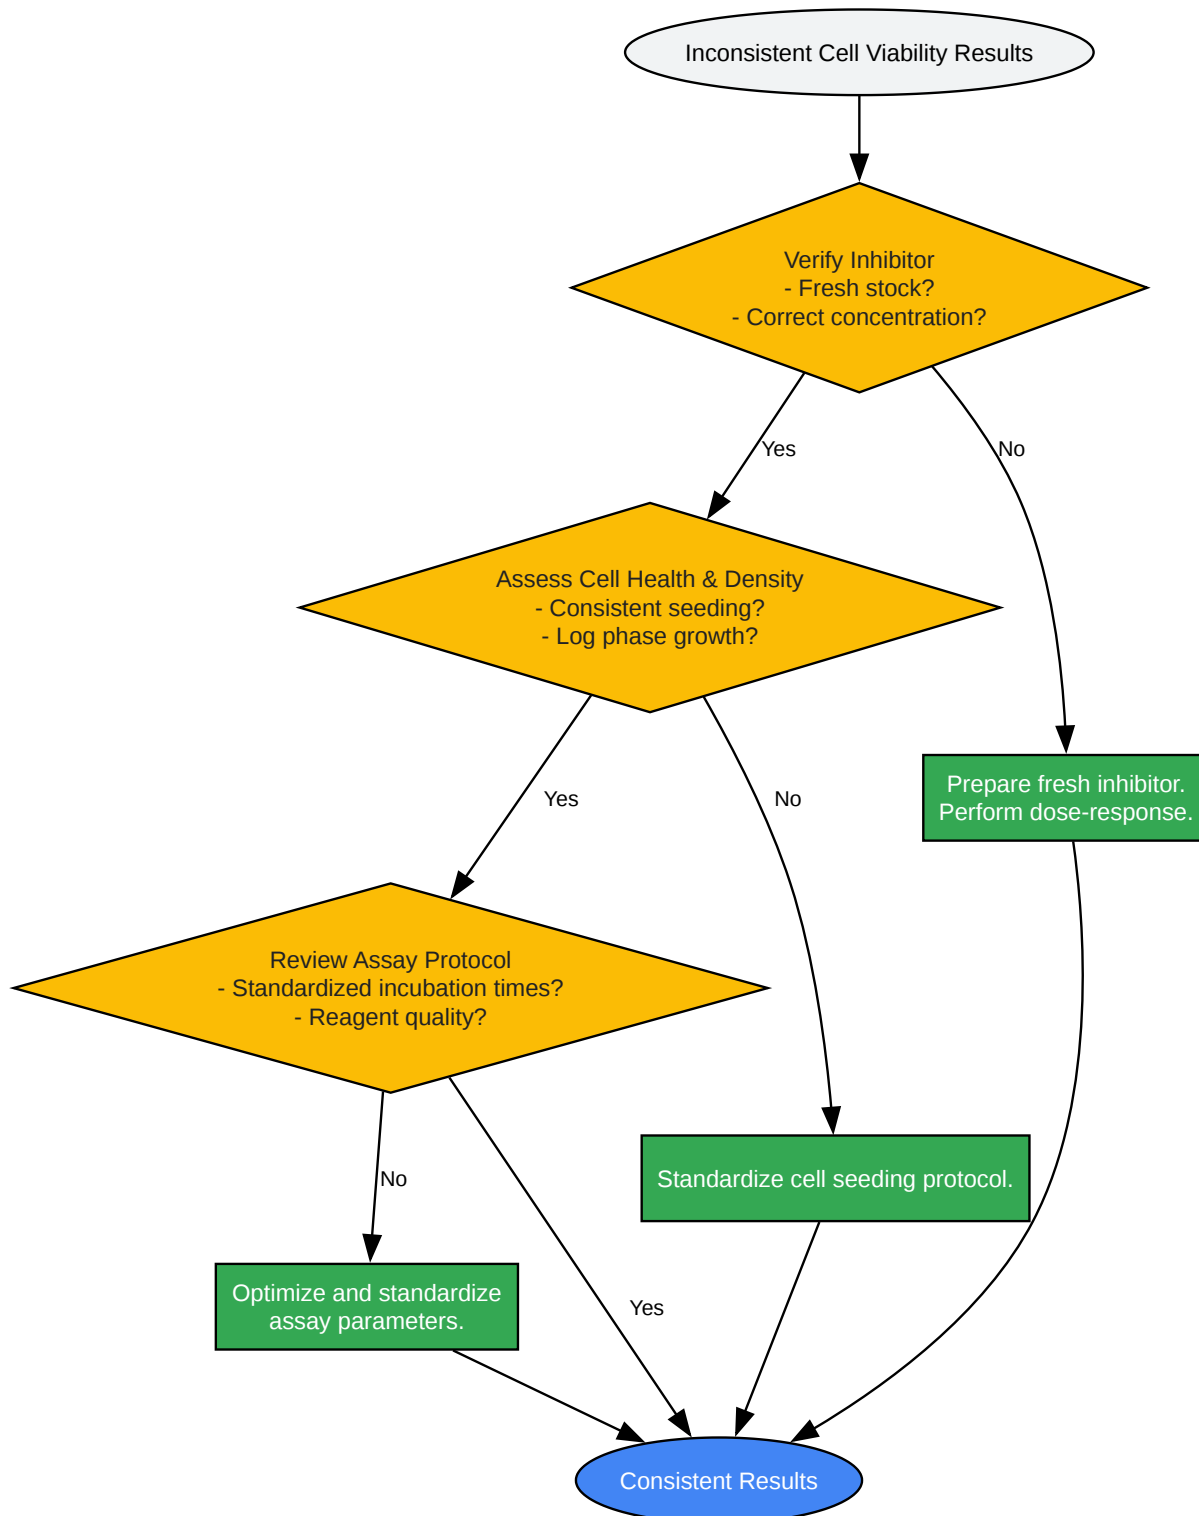 Inconsistent Cell Viability Results
Verify Inhibitor
- Fresh stock?
- Correct concentration?
Yes
No
Assess Cell Health & Density
- Consistent seeding?
- Log phase growth?
Yes
No
Prepare fresh inhibitor.
Perform dose-response.
Review Assay Protocol
- Standardized incubation times?
- Reagent quality?
No
Standardize cell seeding protocol.
Optimize and standardize
assay parameters.
Yes
Consistent Results